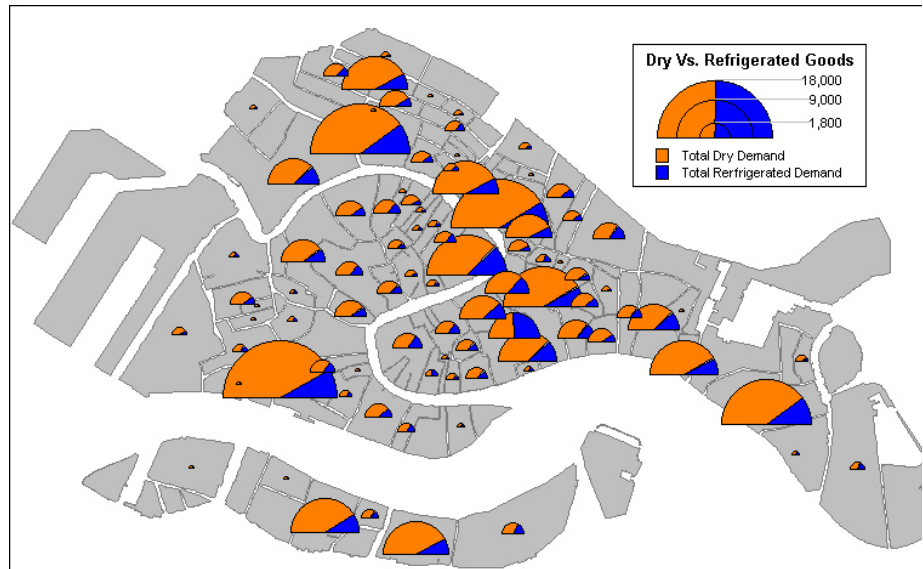 Dry Vs. Refrigerated Goods
18,000
9,000
1,800
Total Dry Demand
Total Rerfrigerated Demand